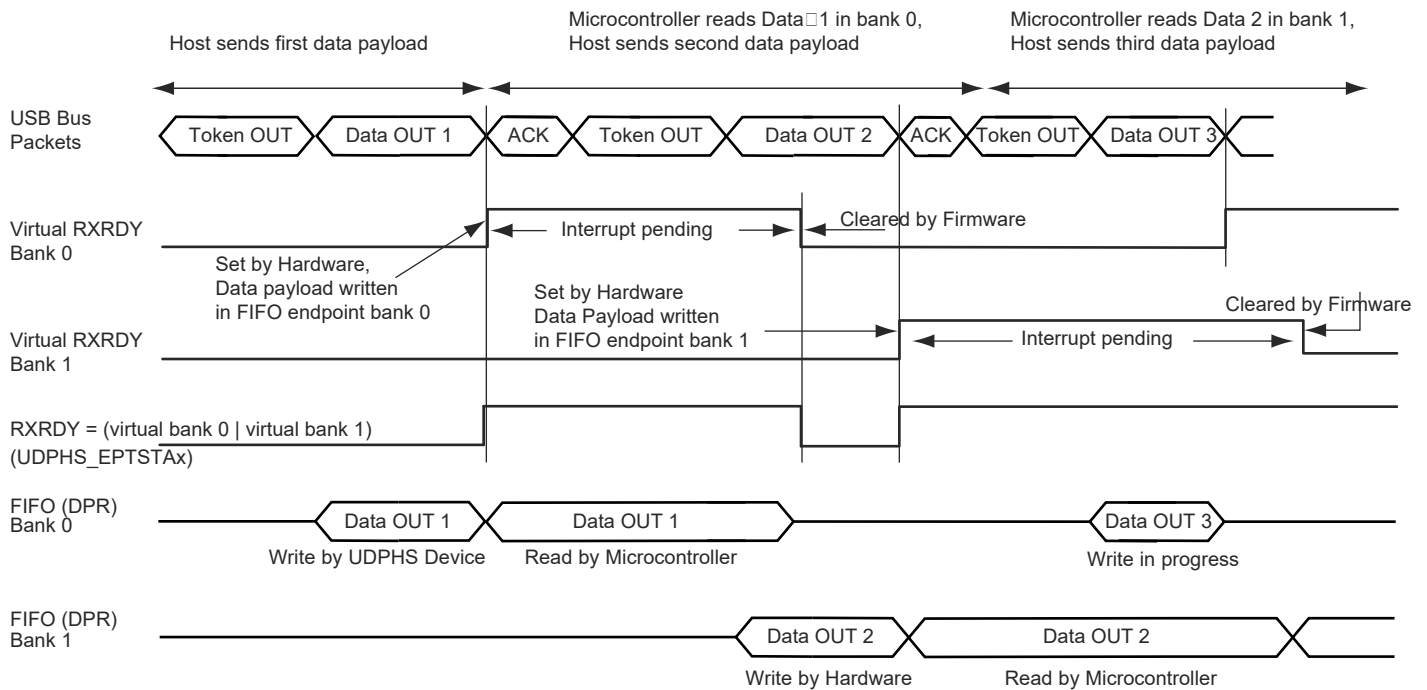 Host sends first data payload
Microcontroller reads Data□1 in bank 0,
Host sends second data payload
Microcontroller reads Data 2 in bank 1,
Host sends third data payload
USB Bus
Packets
Token OUT
Data OUT 1
ACK
Token OUT
Data OUT 2
ACK
Token OUT
Data OUT 3
Virtual RXRDY
Bank 0
Interrupt pending
Cleared by Firmware
Set by Hardware,
Data payload written
in FIFO endpoint bank 0
Set by Hardware
Data Payload written
in FIFO endpoint bank 1
Cleared by Firmware
Virtual RXRDY
Bank 1
Interrupt pending
RXRDY = (virtual bank 0 | virtual bank 1)
(UDPHS_EPTSTAx)
FIFO (DPR)
Bank 0
Data OUT 1
Data OUT 1
Data OUT 3
Write by UDPHS Device
Read by Microcontroller
Write in progress
FIFO (DPR)
Bank 1
Data OUT 2
Data OUT 2
Write by Hardware
Read by Microcontroller